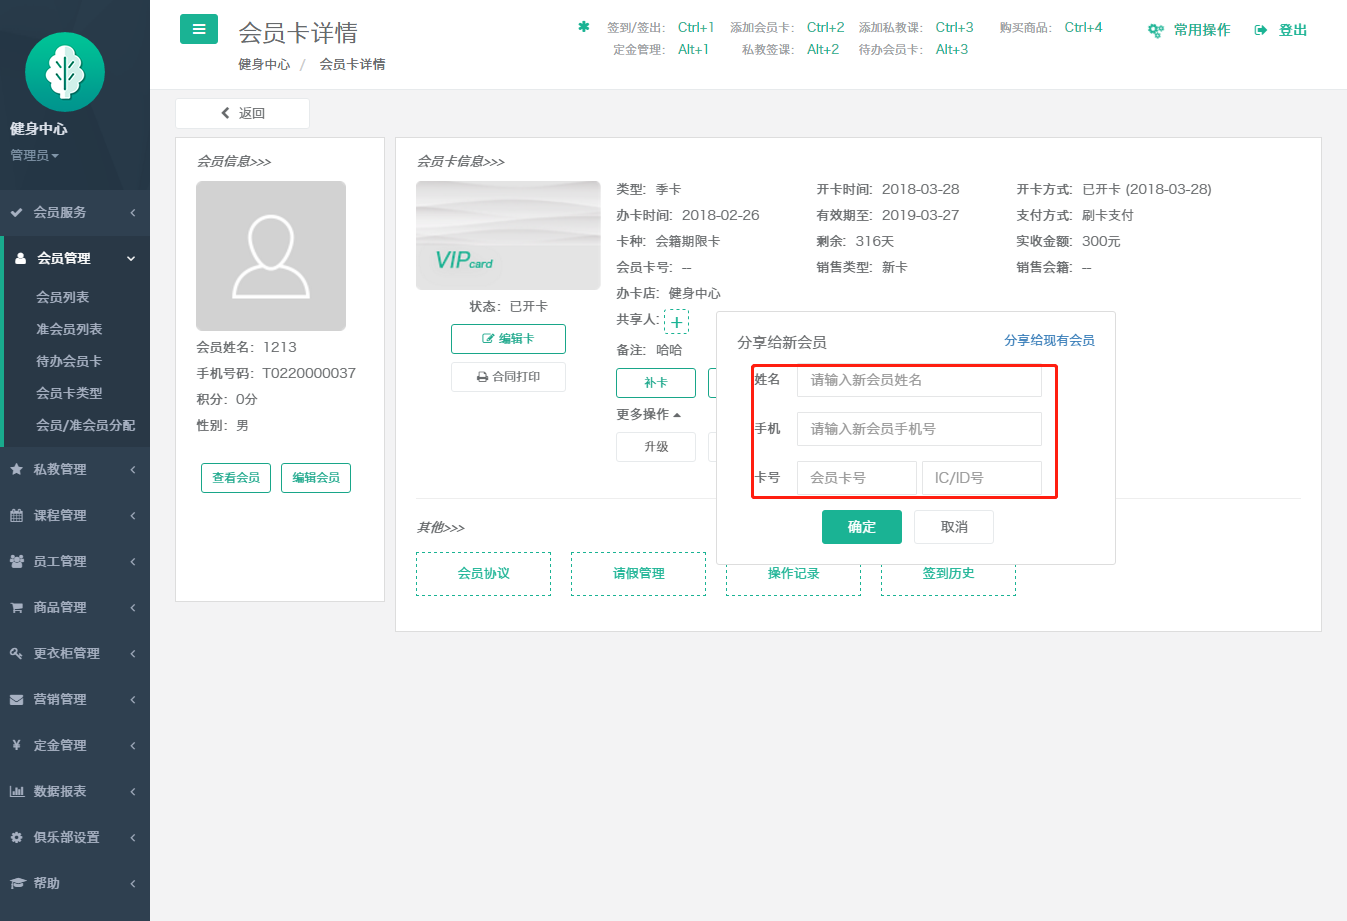 会员卡详情
健身中心 / 会员卡详情
签到/签出: Ctrl+1 添加会员卡: Ctrl+2 添加私教课: Ctrl+3 购买商品: Ctrl+4
定金管理: Alt+1 私教签课: Alt+2 待办会员卡: Alt+3
常用操作 登出
健身中心
管理员
会员服务
会员管理
会员列表
准会员列表
待办会员卡
会员卡类型
会员/准会员分配
私教管理
课程管理
员工管理
商品管理
更衣柜管理
营销管理
定金管理
数据报表
俱乐部设置
帮助
返回
会员信息>>>
会员姓名: 1213
手机号码: T0220000037
积分: 0分
性别: 男
查看会员 编辑会员
会员卡信息>>>
VIPcard
状态: 已开卡
编辑卡
合同打印
类型: 季卡 开卡时间: 2018-03-28 开卡方式: 已开卡 (2018-03-28)
办卡时间: 2018-02-26 有效期至: 2019-03-27 支付方式: 刷卡支付
卡种: 会籍期限卡 剩余: 316天 实收金额: 300元
会员卡号: -- 销售类型: 新卡 销售会籍: --
办卡店: 健身中心
共享人: +
备注: 哈哈
补卡
更多操作
升级
分享给新会员 分享给现有会员
姓名 请输入新会员姓名
手机 请输入新会员手机号
卡号 会员卡号 IC/ID号
确定 取消
其他>>>
会员协议 请假管理 操作记录 签到历史